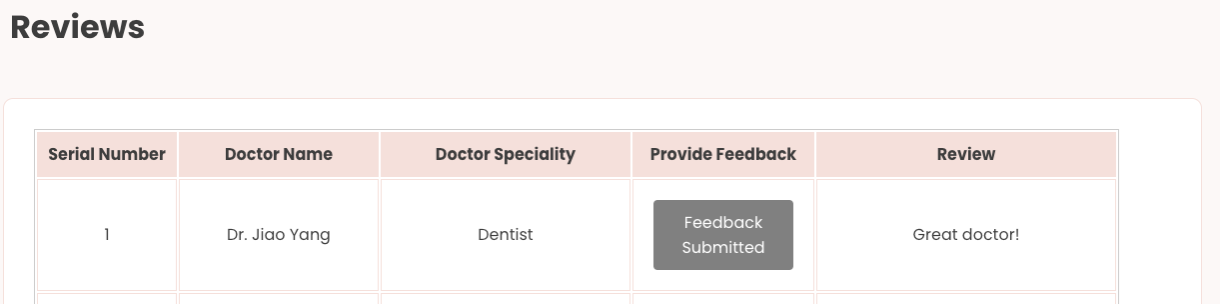 Reviews
Serial Number Doctor Name Doctor Speciality Provide Feedback Review
1 Dr. Jiao Yang Dentist Feedback Submitted Great doctor!